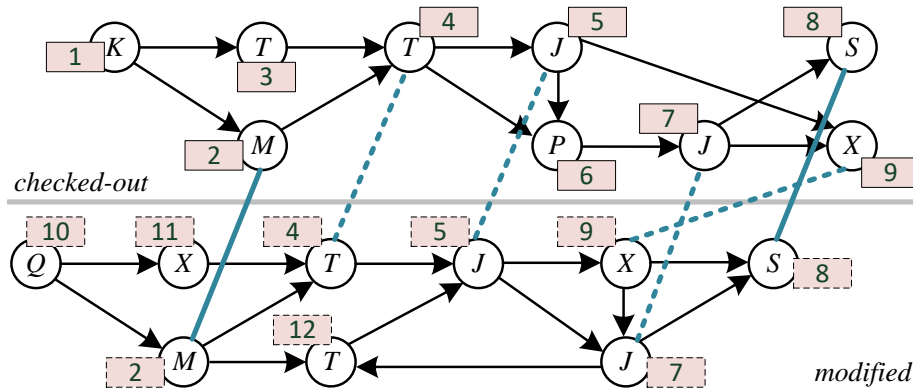 4 5 8
K T T J S
1 3
7
M P J X
2 6 9
checked-out
10 11 4 5 9
Q X T J X S
8
12
M T J
2 7
modified